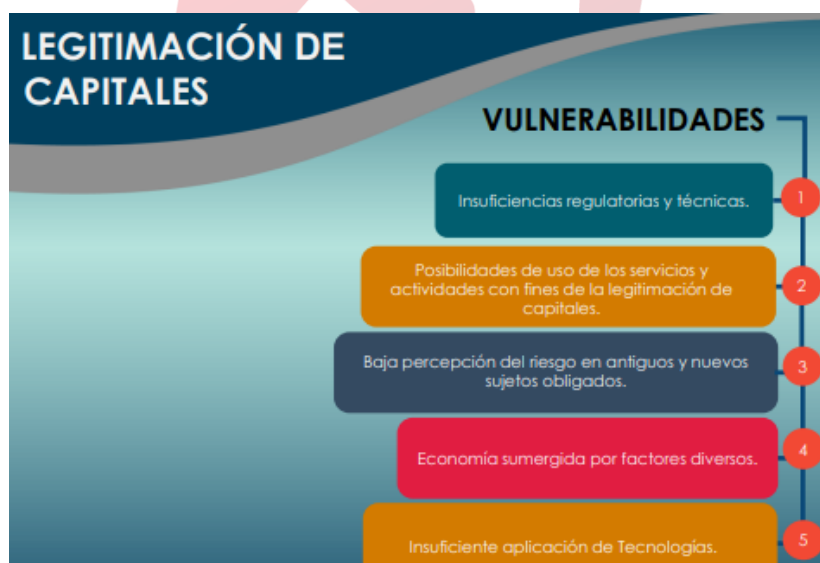 LEGITIMACIÓN DE
CAPITALES
VULNERABILIDADES
Insuficiencias regulatorias y técnicas.
1
Posibilidades de uso de los servicios y
actividades con fines de la legitimación de
capitales.
2
Baja percepción del riesgo en antiguos y nuevos
sujetos obligados.
3
Economía sumergida por factores diversos.
4
Insuficiente aplicación de Tecnologías.
5